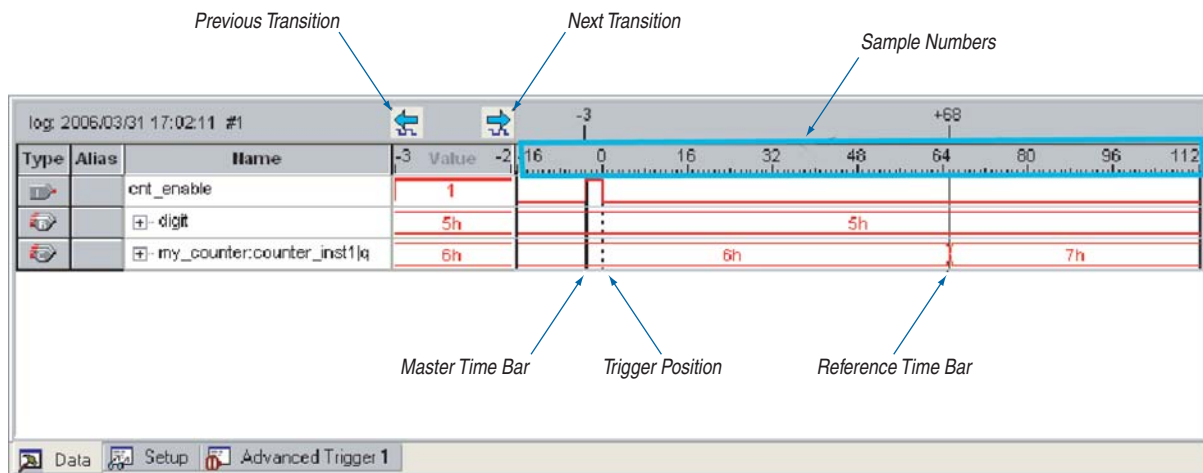 Previous Transition
Next Transition
Sample Numbers
log: 2006/03/31 17:02:11 #1
-3
+68
Type Alias Name -3 Value -2 -16 0 16 32 48 64 80 96 112
cnt_enable 1
digit 5h 5h
my_counter:counter_inst1|q 6h 6h 7h
Master Time Bar
Trigger Position
Reference Time Bar
Data Setup Advanced Trigger 1